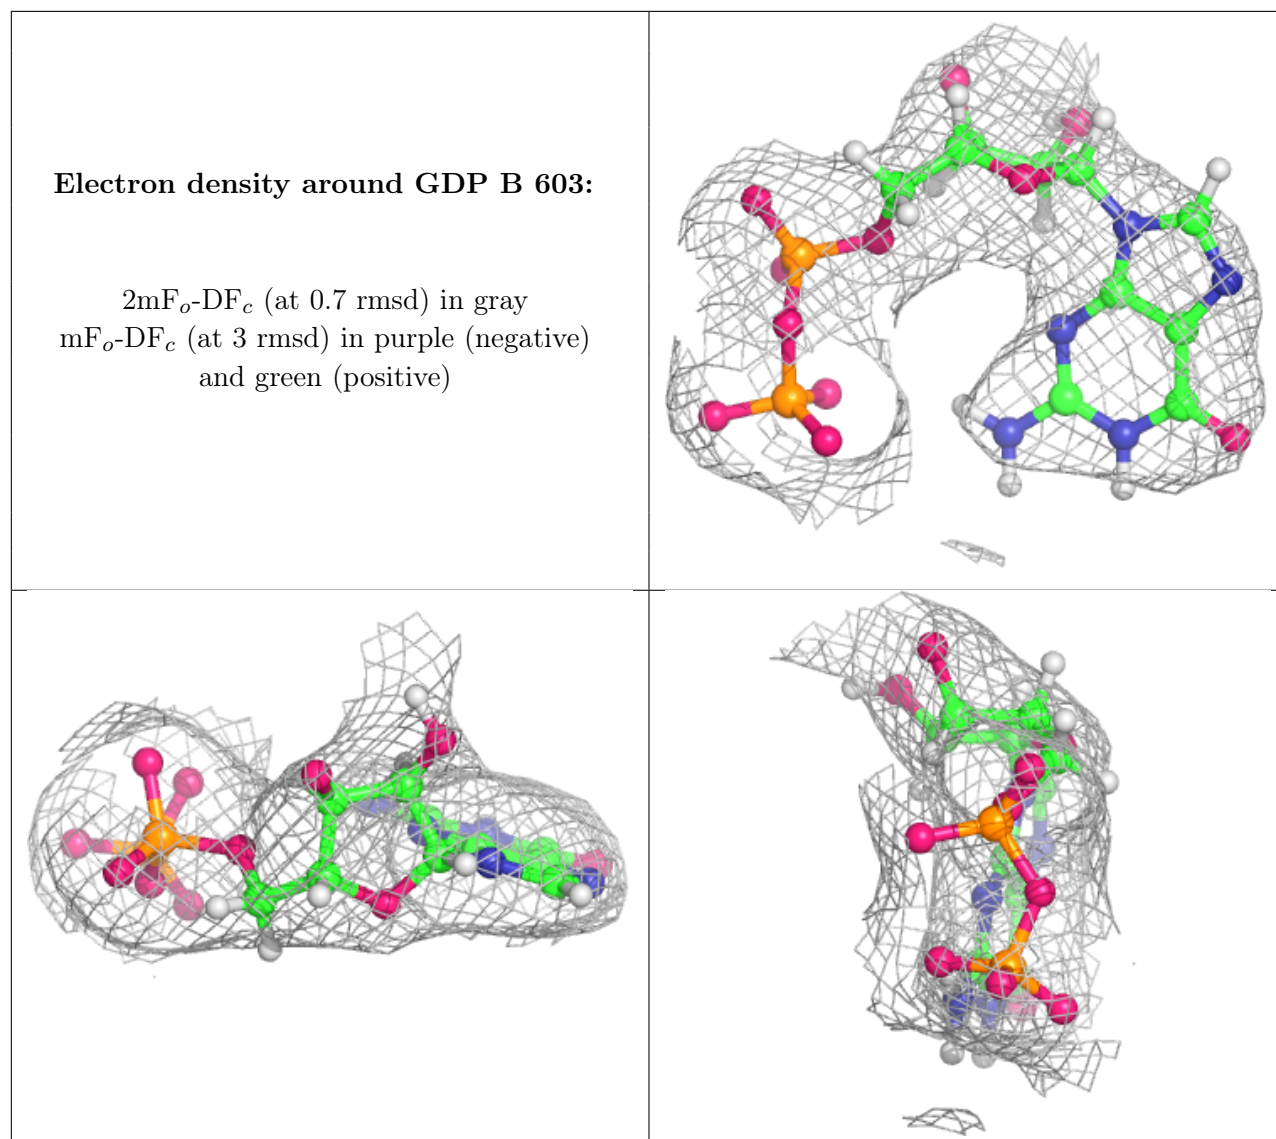 Electron density around GDP B 603:
2mFo-DFc (at 0.7 rmsd) in gray
mFo-DFc (at 3 rmsd) in purple (negative)
and green (positive)